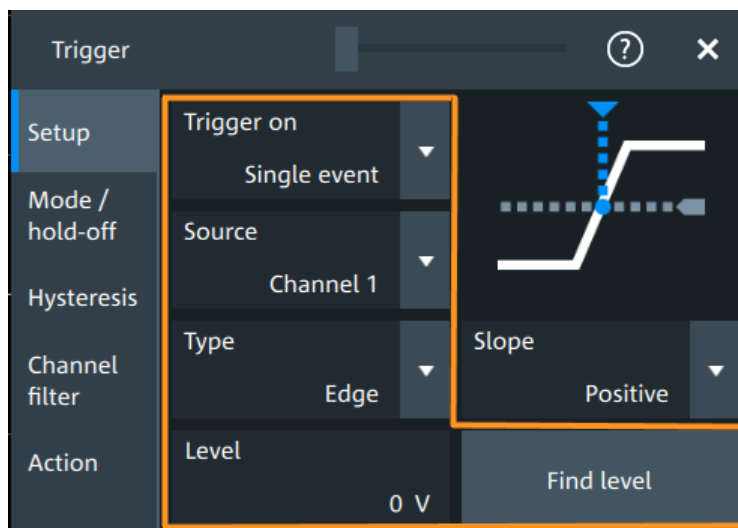 Trigger
?
Setup
Mode /
hold-off
Hysteresis
Channel
filter
Action
Trigger on
Single event
Source
Channel 1
Type
Edge
Slope
Positive
Level
0 V
Find level